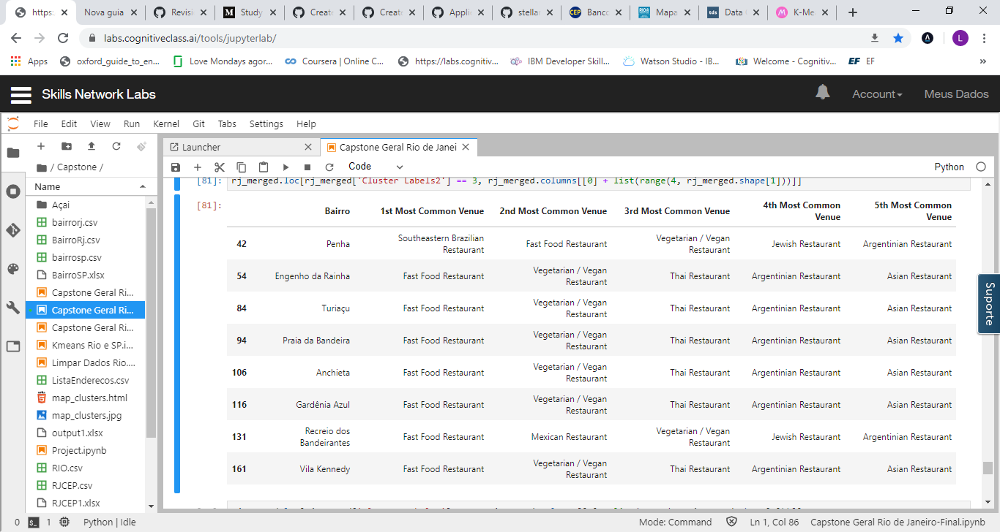 https:
Nova guia
Revisi
Study
Create
Create
Applic
stellar
Banco
Mapa
Data
K-Me
labs.cognitiveclass.ai/tools/jupyterlab/
L
Apps
oxford_guide_to_en...
Love Mondays agor...
Coursera | Online C...
https://labs.cognitiv...
IBM Developer Skill...
Watson Studio - IB...
Welcome - Cognitiv...
EF
»
Skills Network Labs
Account
Meus Dados
File Edit View Run Kernel Git Tabs Settings Help
Launcher
Capstone Geral Rio de Janei
/ Capstone /
Code
Python
Name
Açai
bairrorj.csv
BairroRj.csv
bairrosp.csv
BairroSP.xlsx
Capstone Geral Ri...
Capstone Geral Ri...
Capstone Geral Ri...
Kmeans Rio e SP.i...
Limpar Dados Rio....
ListaEnderecos.csv
map_clusters.html
map_clusters.jpg
output1.xlsx
Project.ipynb
RIO.csv
RJCEP.csv
RJCEP1.xlsx
[81]: rj_merged.loc[rj_merged['Cluster Labels2'] == 3, rj_merged.columns[[0] + list(range(4, rj_merged.shape[1]))]]
[81]:
Bairro 1st Most Common Venue 2nd Most Common Venue 3rd Most Common Venue 4th Most Common Venue 5th Most Common Venue
42 Penha Southeastern Brazilian Restaurant Fast Food Restaurant Vegetarian / Vegan Restaurant Jewish Restaurant Argentinian Restaurant
54 Engenho da Rainha Fast Food Restaurant Vegetarian / Vegan Restaurant Thai Restaurant Argentinian Restaurant Asian Restaurant
84 Turiaçu Fast Food Restaurant Vegetarian / Vegan Restaurant Thai Restaurant Argentinian Restaurant Asian Restaurant
94 Praia da Bandeira Fast Food Restaurant Vegetarian / Vegan Restaurant Thai Restaurant Argentinian Restaurant Asian Restaurant
106 Anchieta Fast Food Restaurant Vegetarian / Vegan Restaurant Thai Restaurant Argentinian Restaurant Asian Restaurant
116 Gardênia Azul Fast Food Restaurant Vegetarian / Vegan Restaurant Thai Restaurant Argentinian Restaurant Asian Restaurant
131 Recreio dos Bandeirantes Fast Food Restaurant Mexican Restaurant Vegetarian / Vegan Restaurant Jewish Restaurant Argentinian Restaurant
161 Vila Kennedy Fast Food Restaurant Vegetarian / Vegan Restaurant Thai Restaurant Argentinian Restaurant Asian Restaurant
Suporte
0 1 Python | Idle
Mode: Command
Ln 1, Col 86
Capstone Geral Rio de Janeiro-Final.ipynb